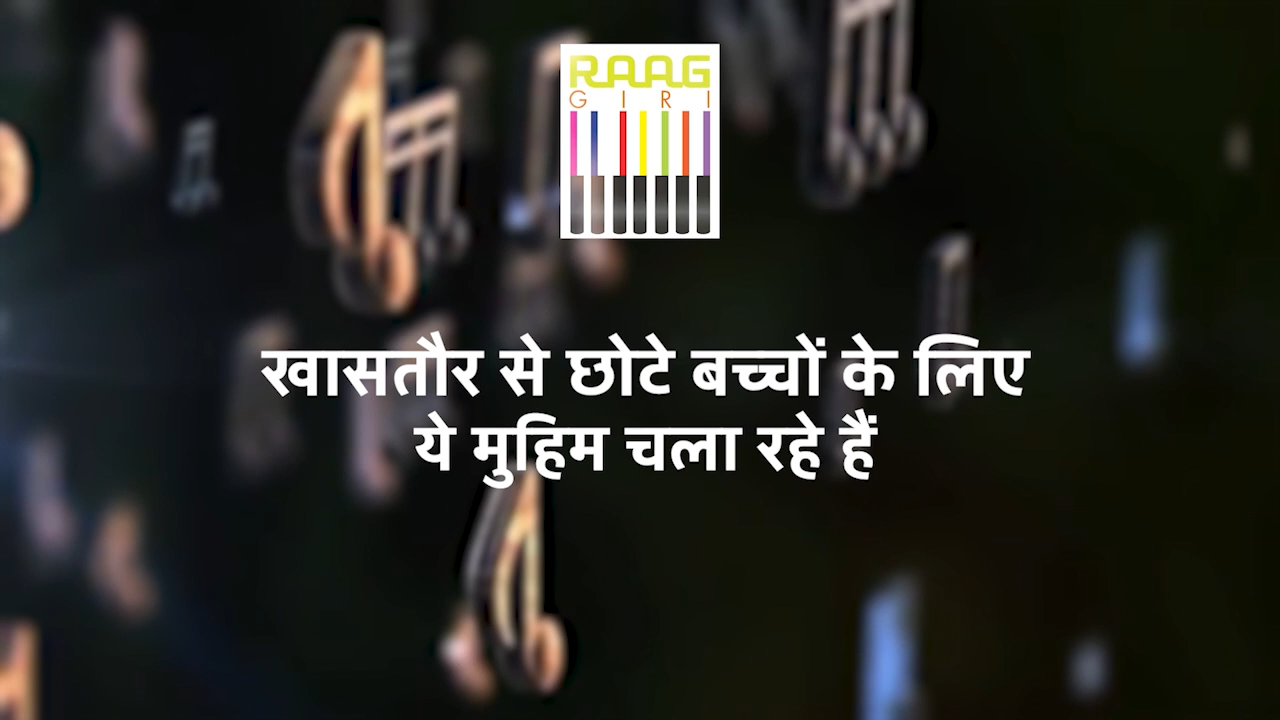 RAAG
GIRI
खासतौर से छोटे बच्चों के लिए
ये मुहिम चला रहे हैं